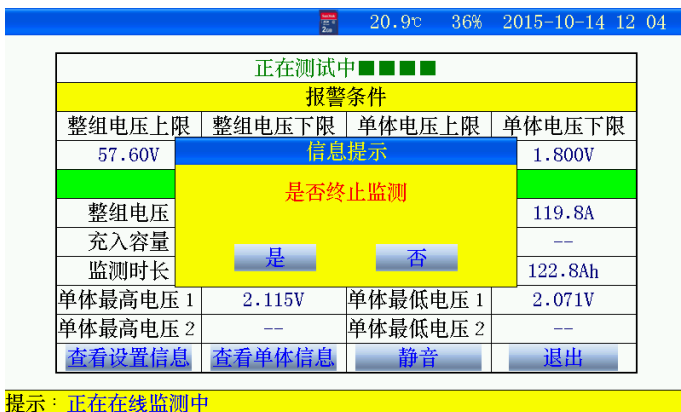 20.9℃ 36% 2015-10-14 12 04
正在测试中
报警条件
整组电压上限 整组电压下限 单体电压上限 单体电压下限
57.60V 1.800V
信息提示
是否终止监测
是 否
整组电压 119.8A
充入容量 --
监测时长 122.8Ah
单体最高电压1 2.115V 单体最低电压1 2.071V
单体最高电压2 -- 单体最低电压2 --
查看设置信息 查看单体信息 静音 退出
提示：正在在线监测中